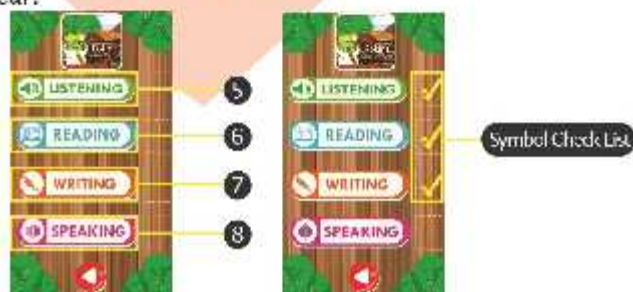 LISTENING
READING
WRITING
SPEAKING
5
6
7
8
LISTENING
READING
WRITING
SPEAKING
Symbol Check List